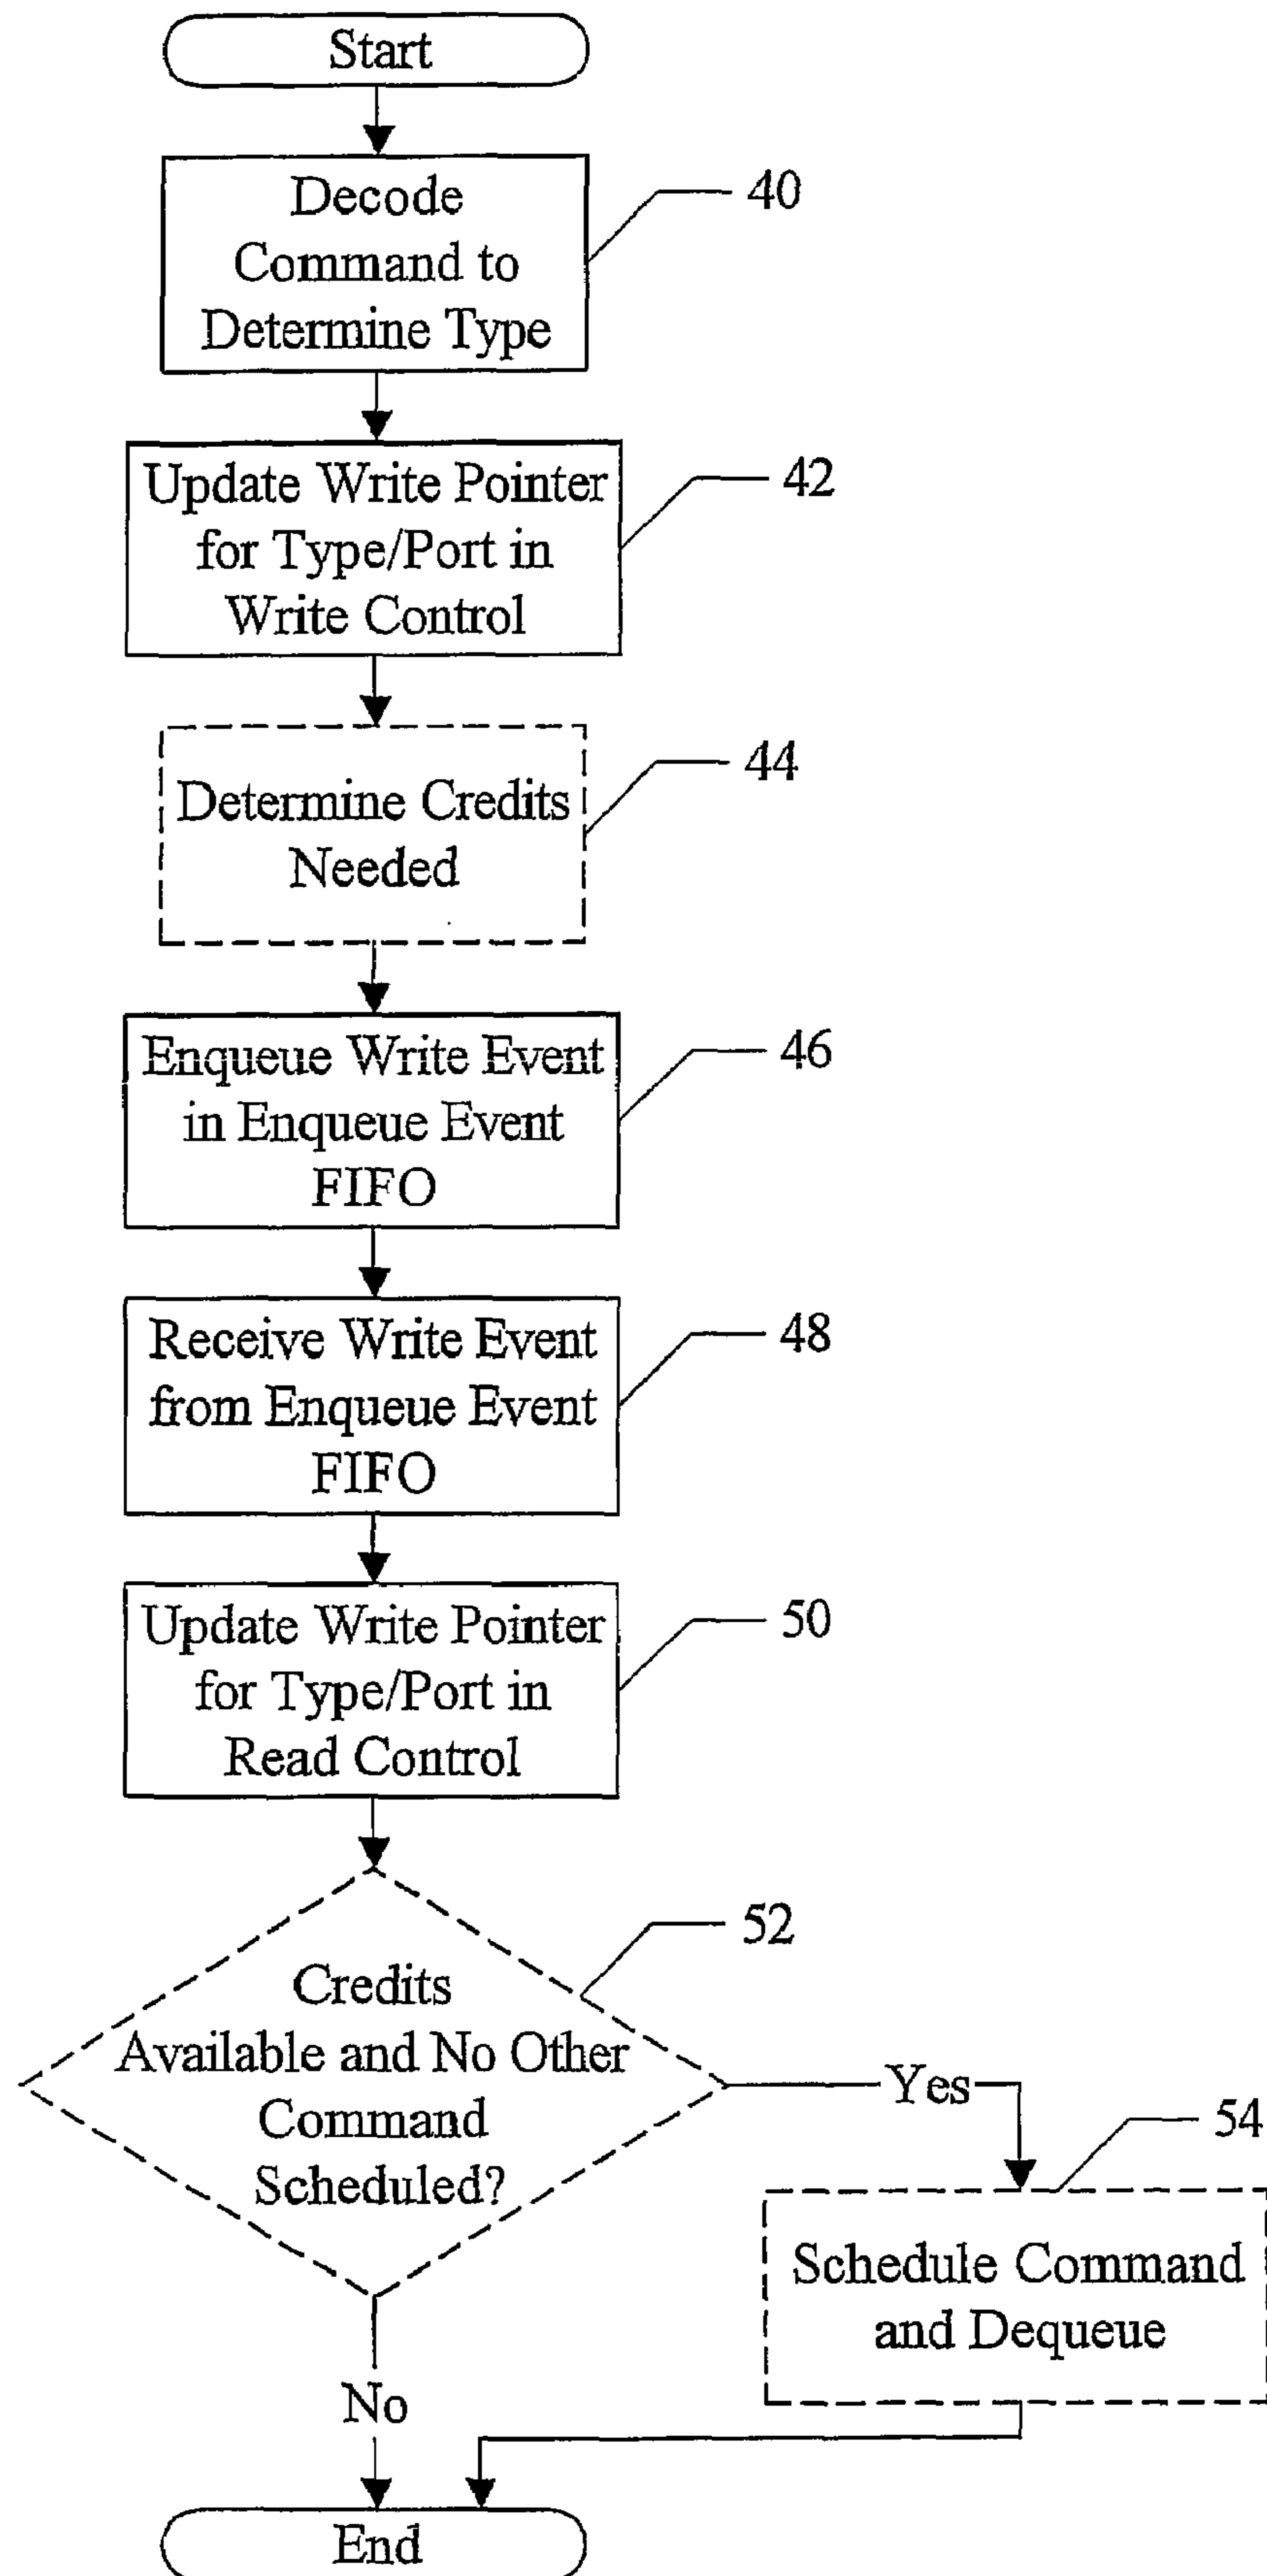 Start
Decode
Command to
Determine Type
40
Update Write Pointer
for Type/Port in
Write Control
42
Determine Credits
Needed
44
Enqueue Write Event
in Enqueue Event
FIFO
46
Receive Write Event
from Enqueue Event
FIFO
48
Update Write Pointer
for Type/Port in
Read Control
50
Credits
Available and No Other
Command
Scheduled?
52
Yes
54
Schedule Command
and Dequeue
No
End